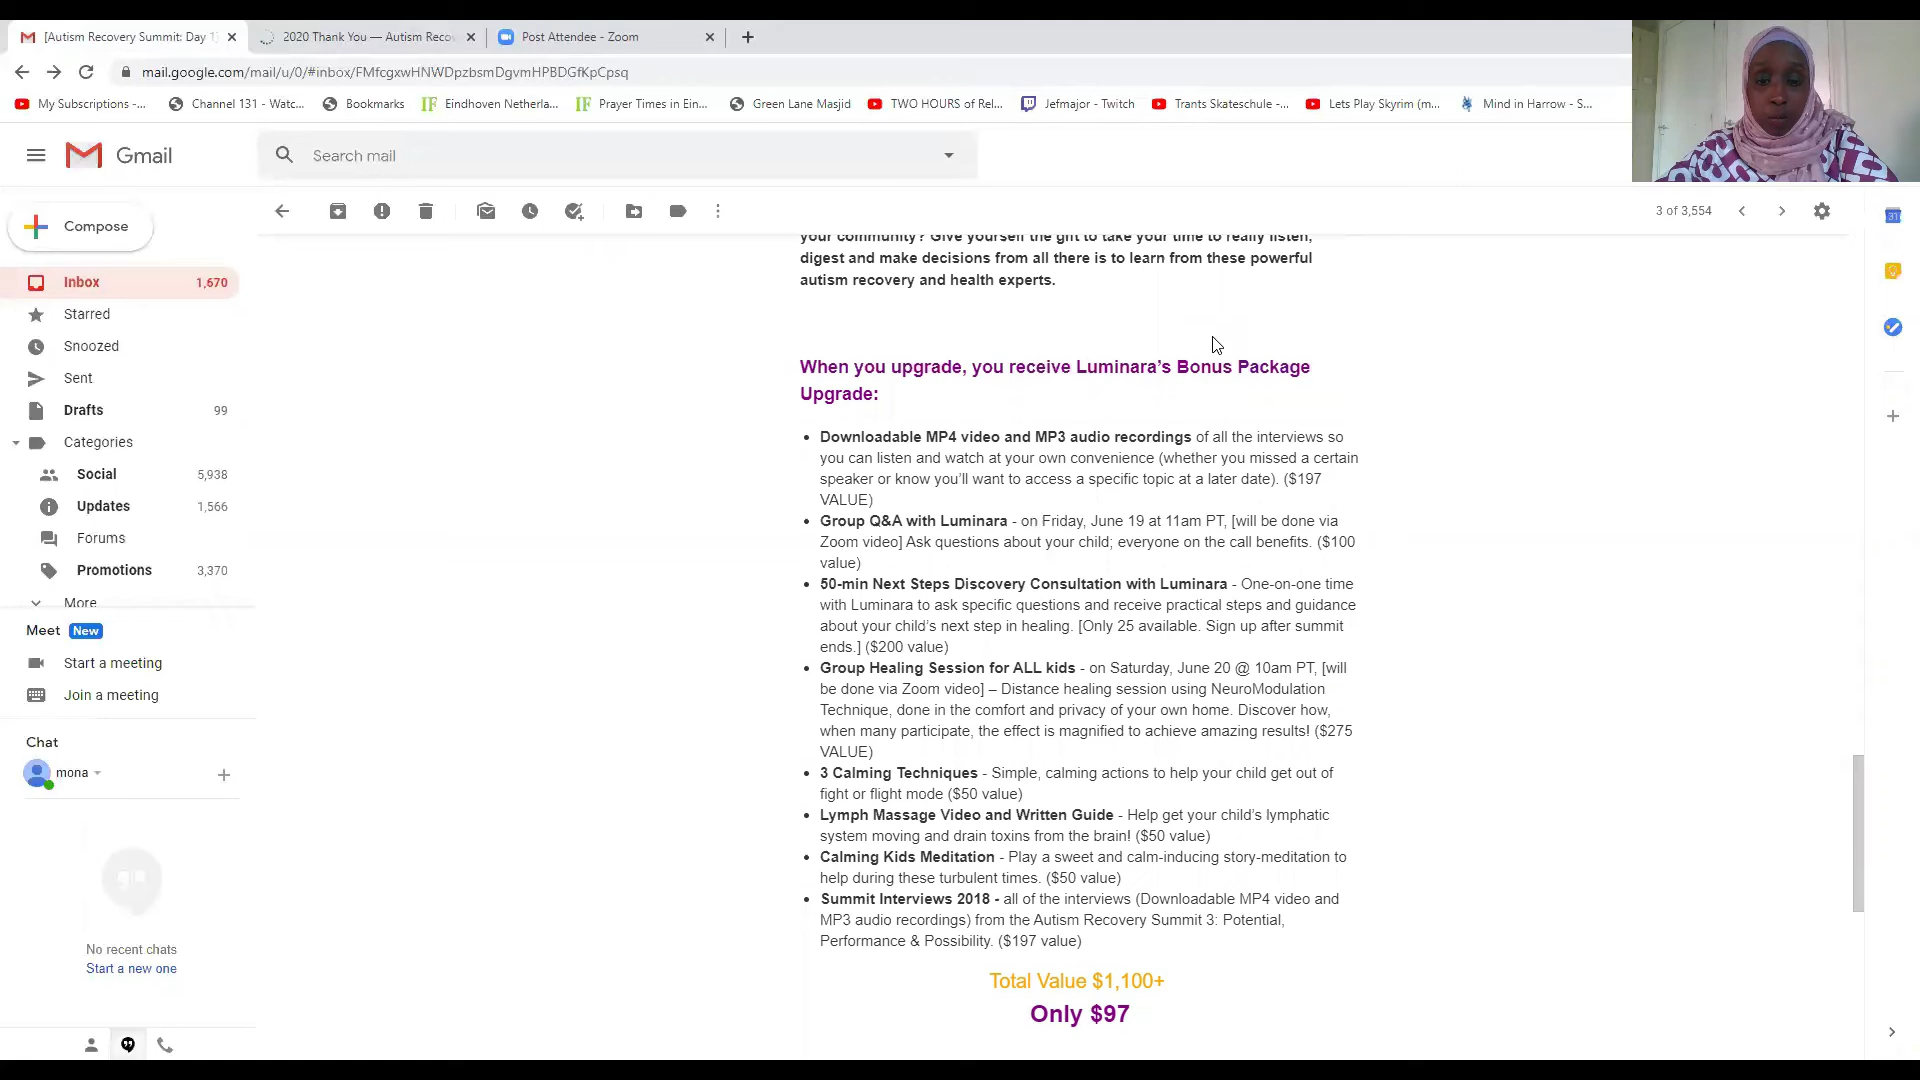 [Autism Recovery Summit: Day 1
2020 Thank You — Autism Reco
Post Attendee - Zoom
mail.google.com/mail/u/0/#inbox/FMfcgxwHNWDpzbsmDgvmHPBDGfKpCpsq
My Subscriptions -...
Channel 131 - Watc...
Bookmarks
IF Eindhoven Netherla...
IF Prayer Times in Ein...
Green Lane Masjid
TWO HOURS of Rel...
Jefmajor - Twitch
Trants Skateschule -...
Lets Play Skyrim (m...
Mind in Harrow - S...
Gmail
Search mail
Compose
3 of 3,554
Inbox 1,670
Starred
Snoozed
Sent
Drafts 99
Categories
Social 5,938
Updates 1,566
Forums
Promotions 3,370
More
Meet New
Start a meeting
Join a meeting
Chat
mona
No recent chats
Start a new one
your community? Give yourself the gift to take your time to really listen,
digest and make decisions from all there is to learn from these powerful
autism recovery and health experts.
When you upgrade, you receive Luminara’s Bonus Package
Upgrade:
• Downloadable MP4 video and MP3 audio recordings of all the interviews so
you can listen and watch at your own convenience (whether you missed a certain
speaker or know you’ll want to access a specific topic at a later date). ($197
VALUE)
• Group Q&A with Luminara - on Friday, June 19 at 11am PT, [will be done via
Zoom video] Ask questions about your child; everyone on the call benefits. ($100
value)
• 50-min Next Steps Discovery Consultation with Luminara - One-on-one time
with Luminara to ask specific questions and receive practical steps and guidance
about your child’s next step in healing. [Only 25 available. Sign up after summit
ends.] ($200 value)
• Group Healing Session for ALL kids - on Saturday, June 20 @ 10am PT, [will
be done via Zoom video] – Distance healing session using NeuroModulation
Technique, done in the comfort and privacy of your own home. Discover how,
when many participate, the effect is magnified to achieve amazing results! ($275
VALUE)
• 3 Calming Techniques - Simple, calming actions to help your child get out of
fight or flight mode ($50 value)
• Lymph Massage Video and Written Guide - Help get your child’s lymphatic
system moving and drain toxins from the brain! ($50 value)
• Calming Kids Meditation - Play a sweet and calm-inducing story-meditation to
help during these turbulent times. ($50 value)
• Summit Interviews 2018 - all of the interviews (Downloadable MP4 video and
MP3 audio recordings) from the Autism Recovery Summit 3: Potential,
Performance & Possibility. ($197 value)
Total Value $1,100+
Only $97